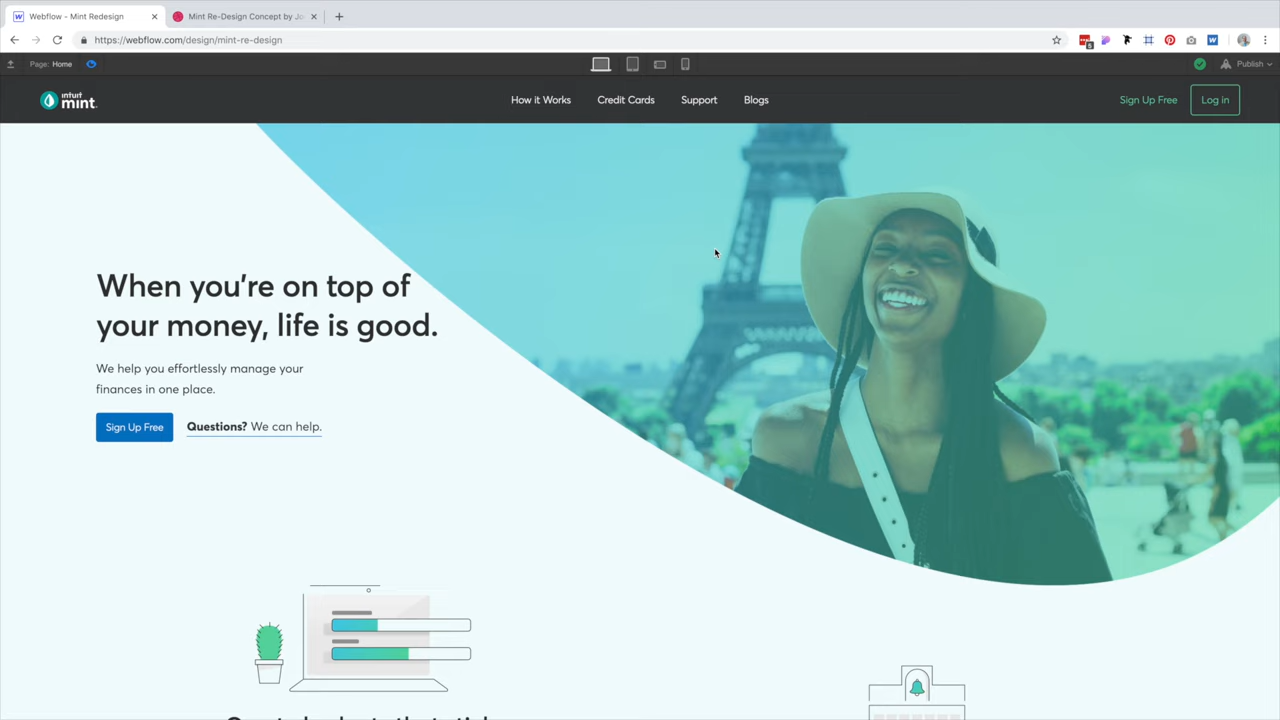 Webflow - Mint Redesign
Mint Re-Design Concept by Jo
https://webflow.com/design/mint-re-design
Page: Home
Publish
intuit
mint
How it Works
Credit Cards
Support
Blogs
Sign Up Free
Log in
When you're on top of
your money, life is good.
We help you effortlessly manage your
finances in one place.
Sign Up Free
Questions? We can help.